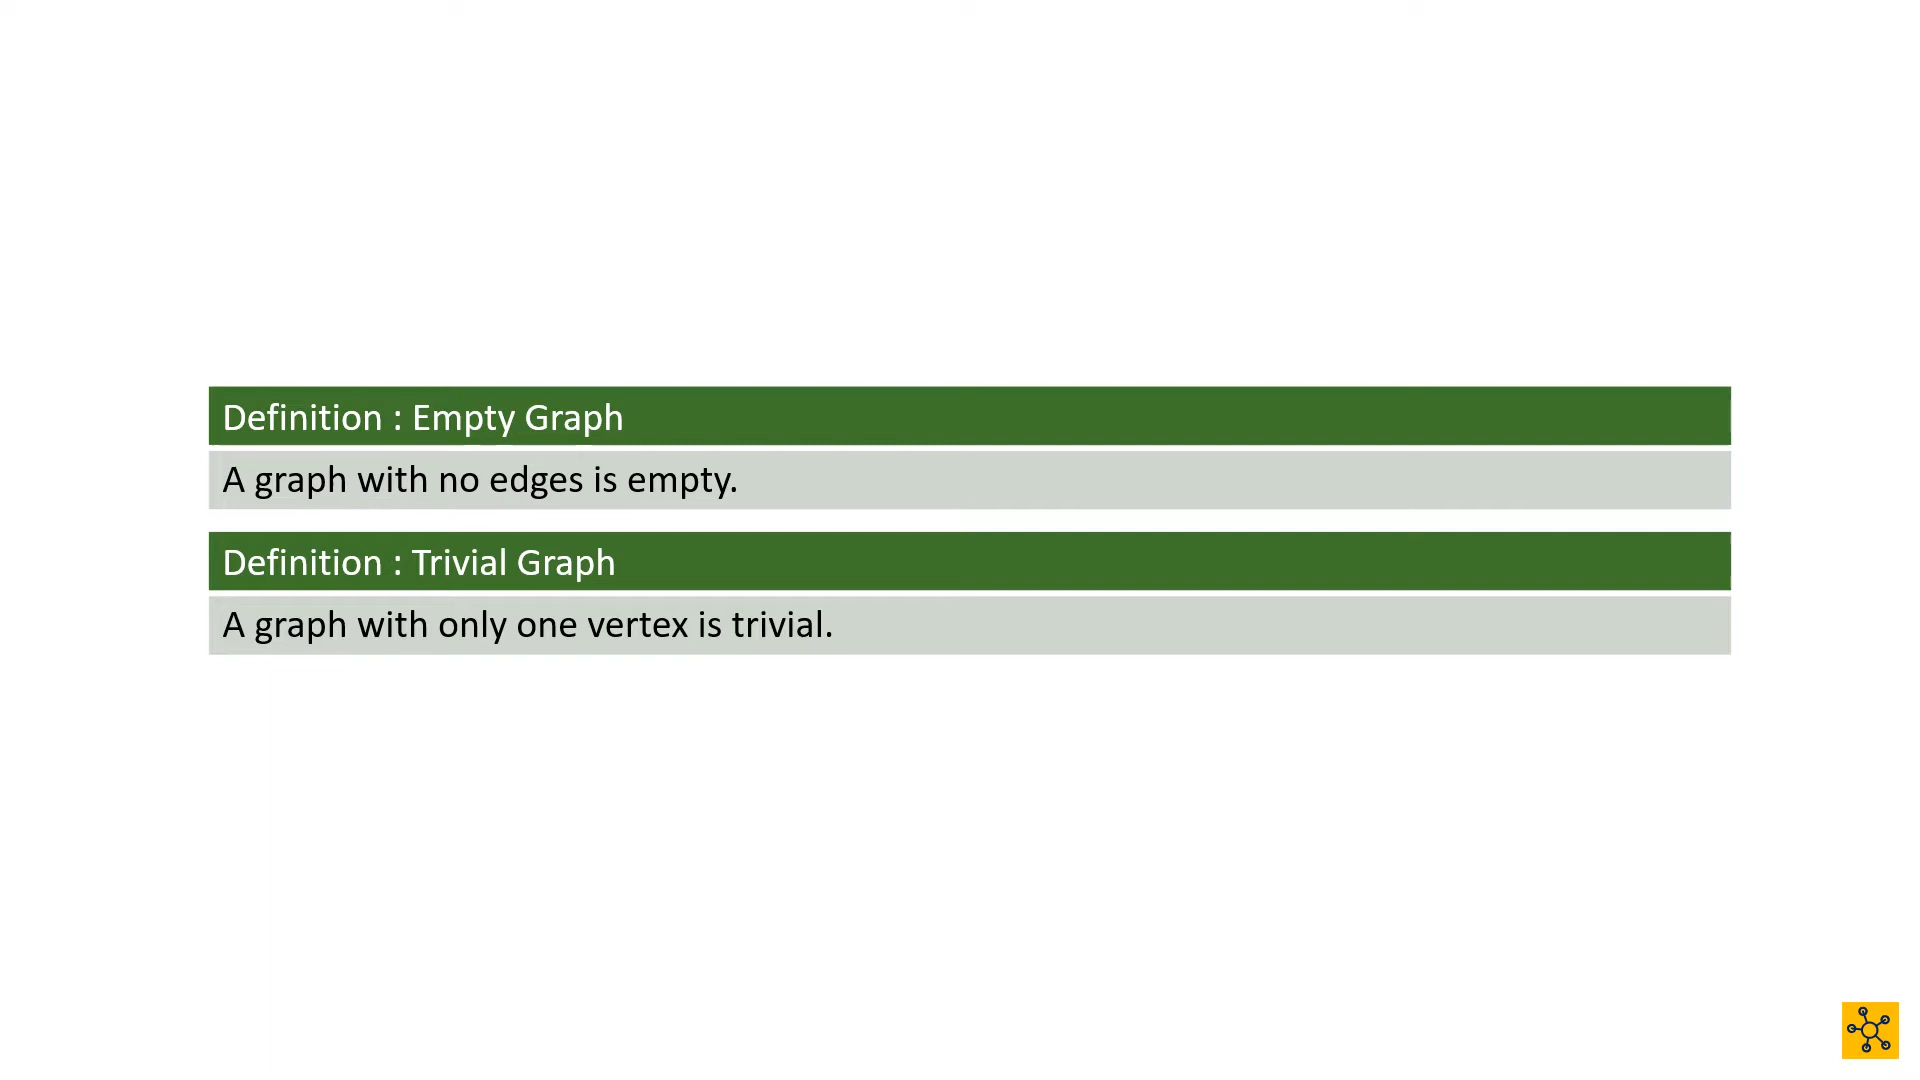 Definition : Empty Graph
A graph with no edges is empty.
Definition : Trivial Graph
A graph with only one vertex is trivial.